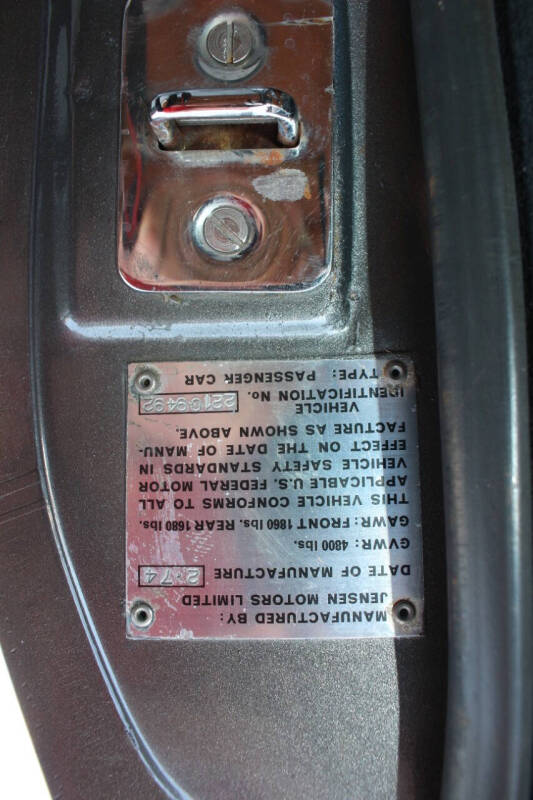 MANUFACTURED BY:
JENSEN MOTORS LIMITED
DATE OF MANUFACTURE 2 74
GVWR: 4800 lbs.
GAWR: FRONT 1860 lbs. REAR 1680 lbs.
THIS VEHICLE CONFORMS TO ALL
APPLICABLE U.S. FEDERAL MOTOR
VEHICLE SAFETY STANDARDS IN
EFFECT ON THE DATE OF MANU-
FACTURE AS SHOWN ABOVE.
VEHICLE
IDENTIFICATION No. 2210-9492
TYPE: PASSENGER CAR